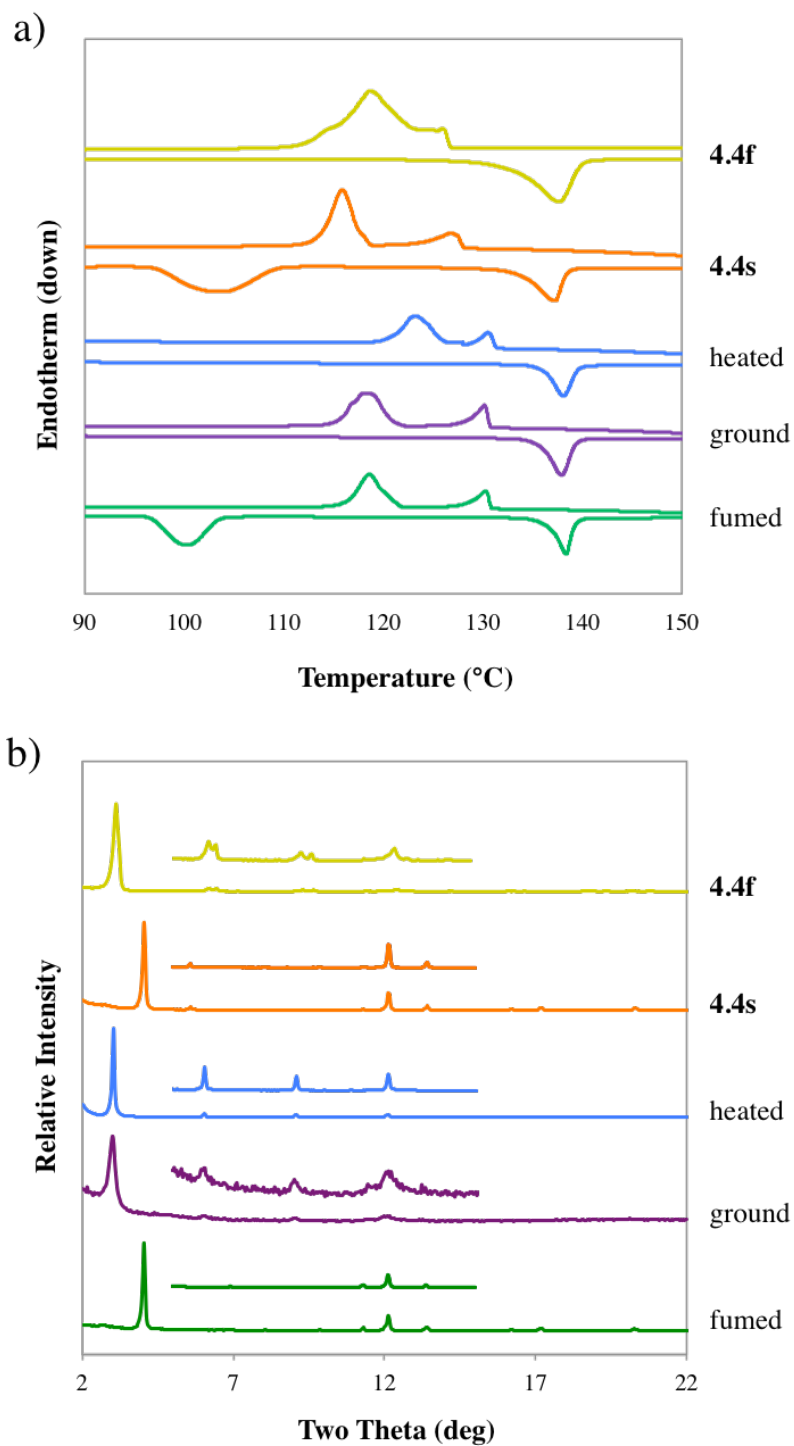 a)
Endotherm (down)
4.4f
4.4s
heated
ground
fumed
90 100 110 120 130 140 150
Temperature (°C)
b)
Relative Intensity
4.4f
4.4s
heated
ground
fumed
2 7 12 17 22
Two Theta (deg)